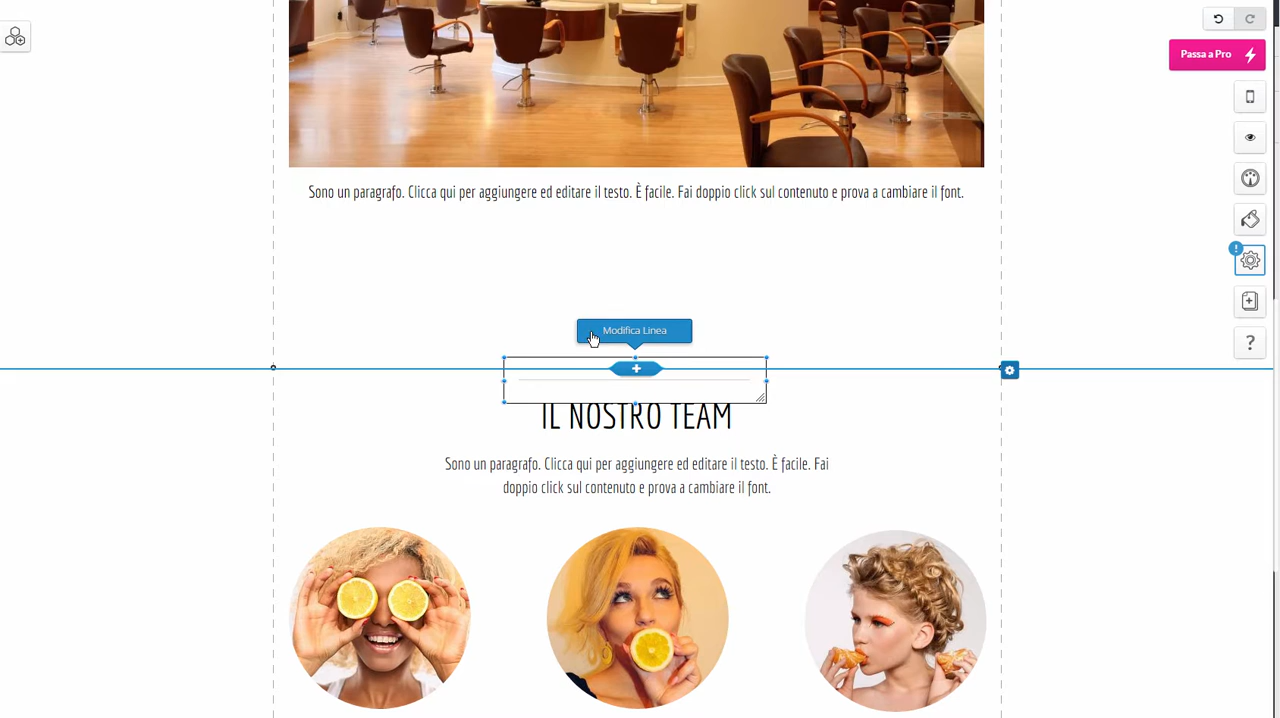 Passa a Pro
Sono un paragrafo. Clicca qui per aggiungere ed editare il testo. È facile. Fai doppio click sul contenuto e prova a cambiare il font.
Modifica Linea
IL NOSTRO TEAM
Sono un paragrafo. Clicca qui per aggiungere ed editare il testo. È facile. Fai
doppio click sul contenuto e prova a cambiare il font.